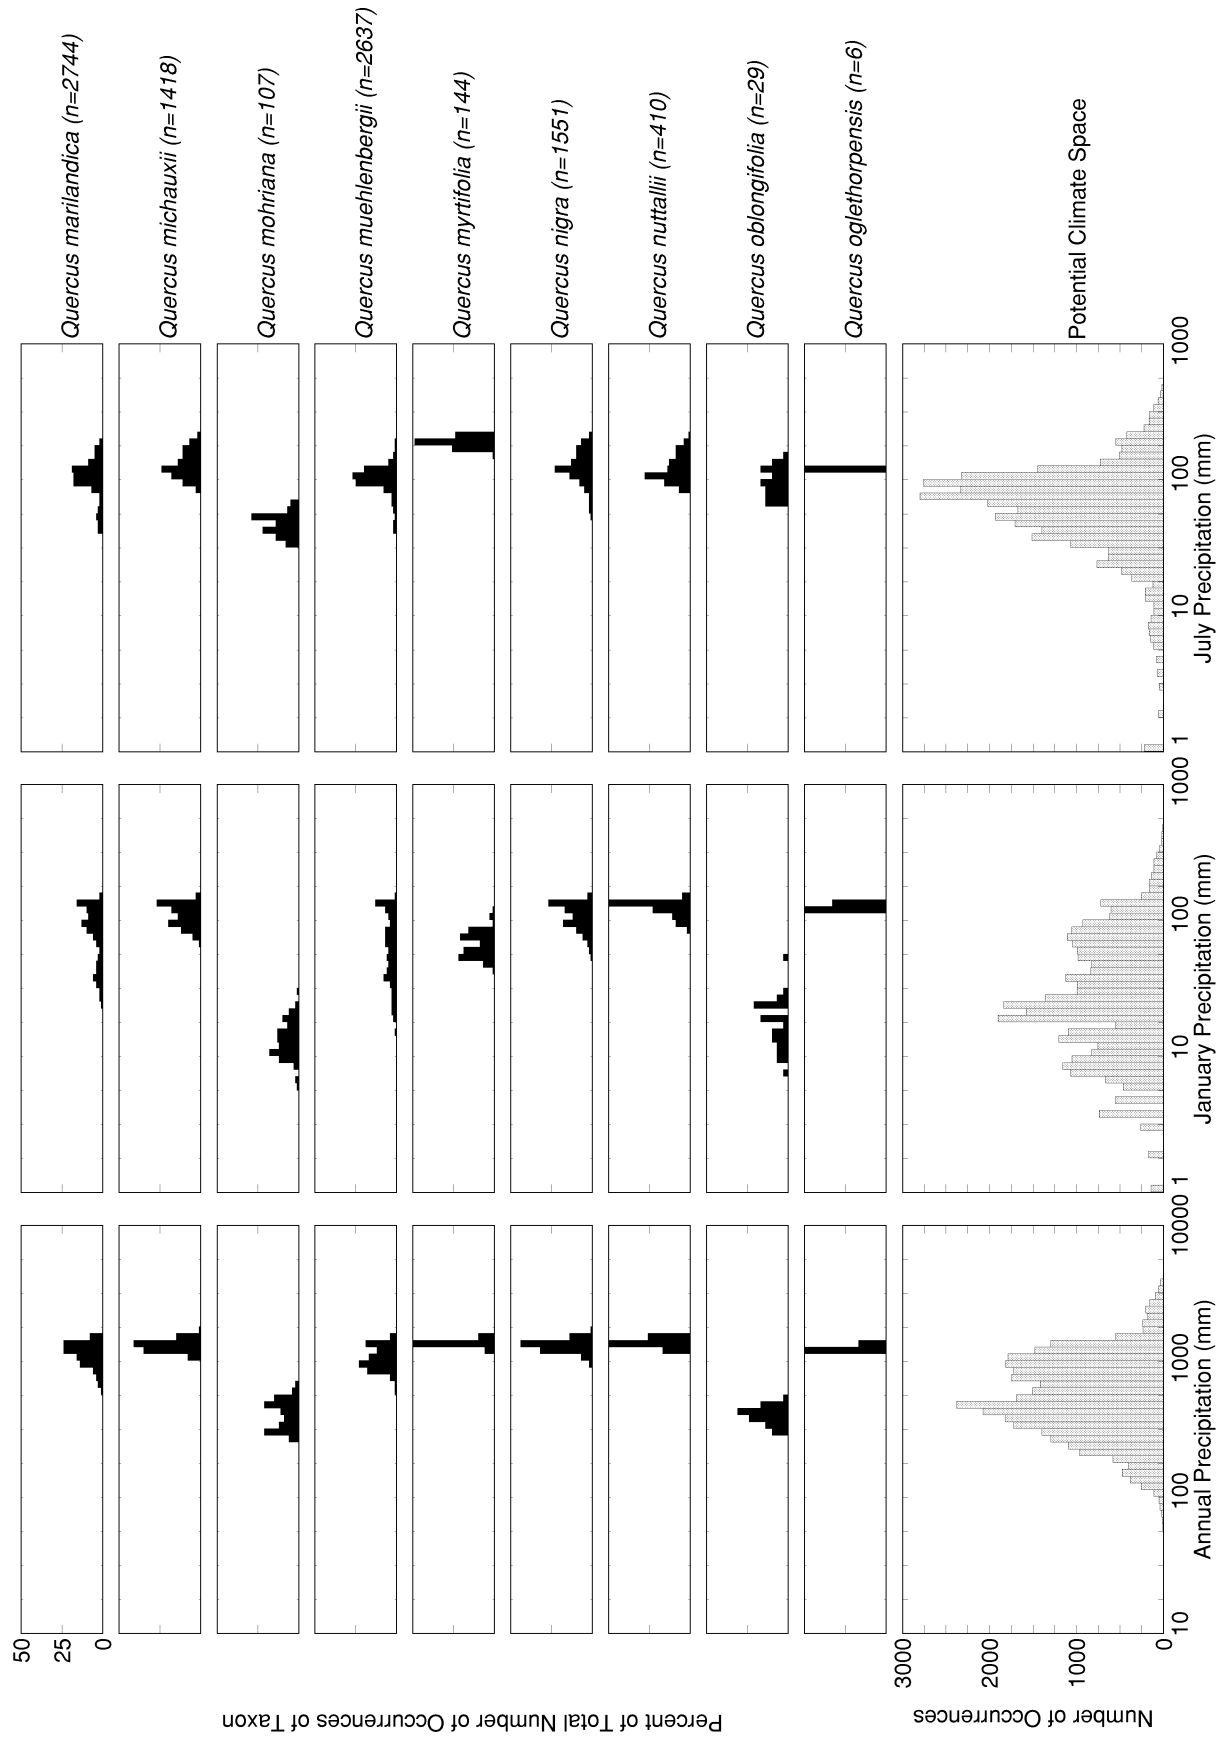 50
25
0
Quercus marilandica (n=2744)
Quercus michauxii (n=1418)
Quercus mohriana (n=107)
Quercus muehlenbergii (n=2637)
Quercus myrtifolia (n=144)
Quercus nigra (n=1551)
Quercus nuttallii (n=410)
Quercus oblongifolia (n=29)
Quercus oglethorpensis (n=6)
Potential Climate Space
Percent of Total Number of Occurrences of Taxon
Number of Occurrences
3000
2000
1000
0
10 100 1000 10000
Annual Precipitation (mm)
1 10 100 1000
January Precipitation (mm)
1 10 100 1000
July Precipitation (mm)